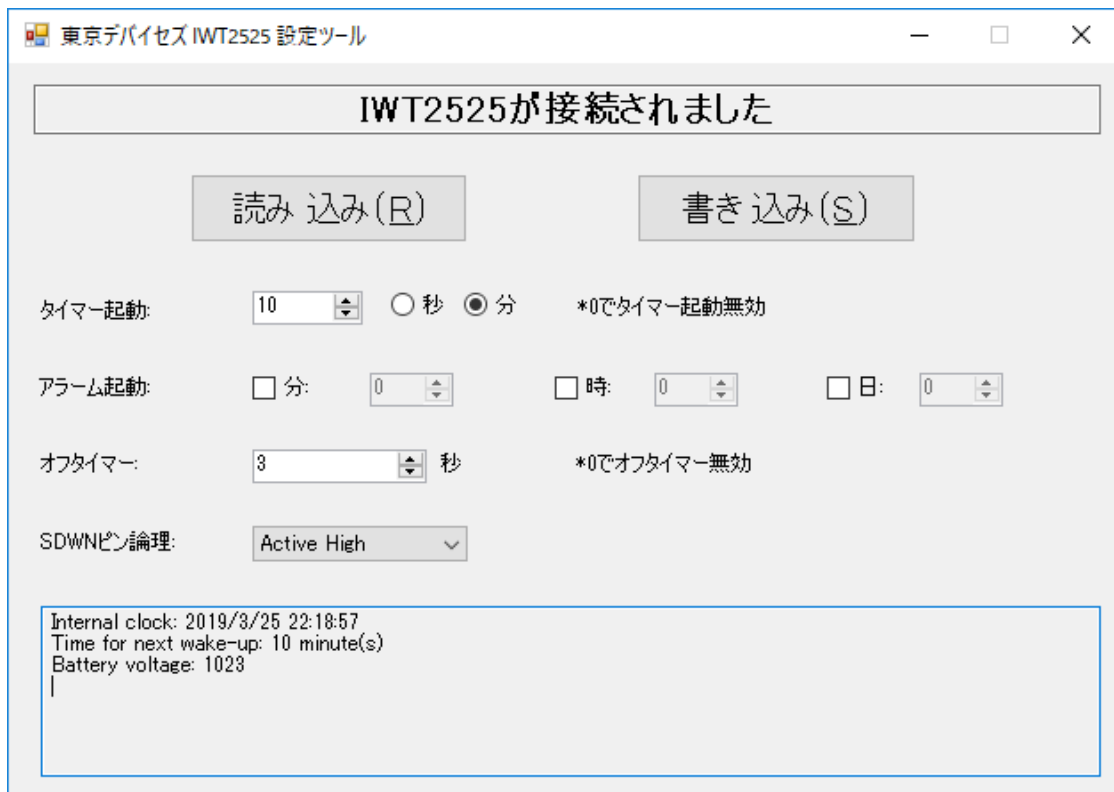 東京デバイセズ IWT2525 設定ツール
IWT2525が接続されました
読み込み(R) 書き込み(S)
タイマー起動: 10 秒 分 *0でタイマー起動無効
アラーム起動: 分: 0 時: 0 日: 0
オフタイマー: 3 秒 *0でオフタイマー無効
SDWNピン論理: Active High
Internal clock: 2019/3/25 22:18:57
Time for next wake-up: 10 minute(s)
Battery voltage: 1023